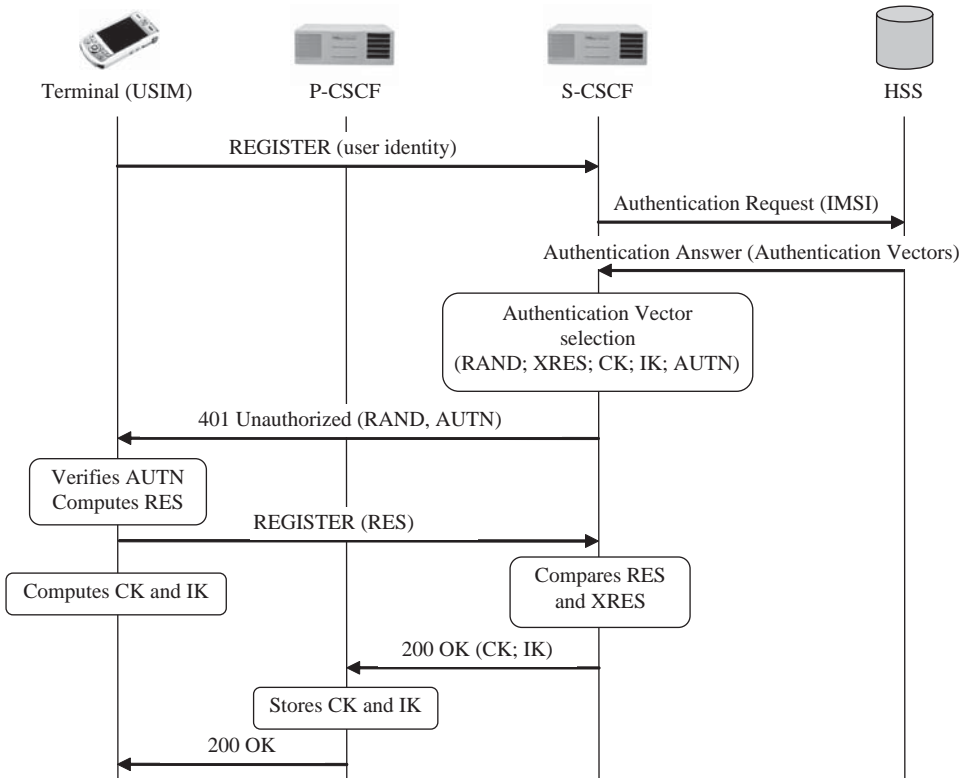 Terminal (USIM)
P-CSCF
S-CSCF
HSS
REGISTER (user identity)
Authentication Request (IMSI)
Authentication Answer (Authentication Vectors)
Authentication Vector
selection
(RAND; XRES; CK; IK; AUTN)
401 Unauthorized (RAND, AUTN)
Verifies AUTN
Computes RES
REGISTER (RES)
Computes CK and IK
Compares RES
and XRES
200 OK (CK; IK)
Stores CK and IK
200 OK